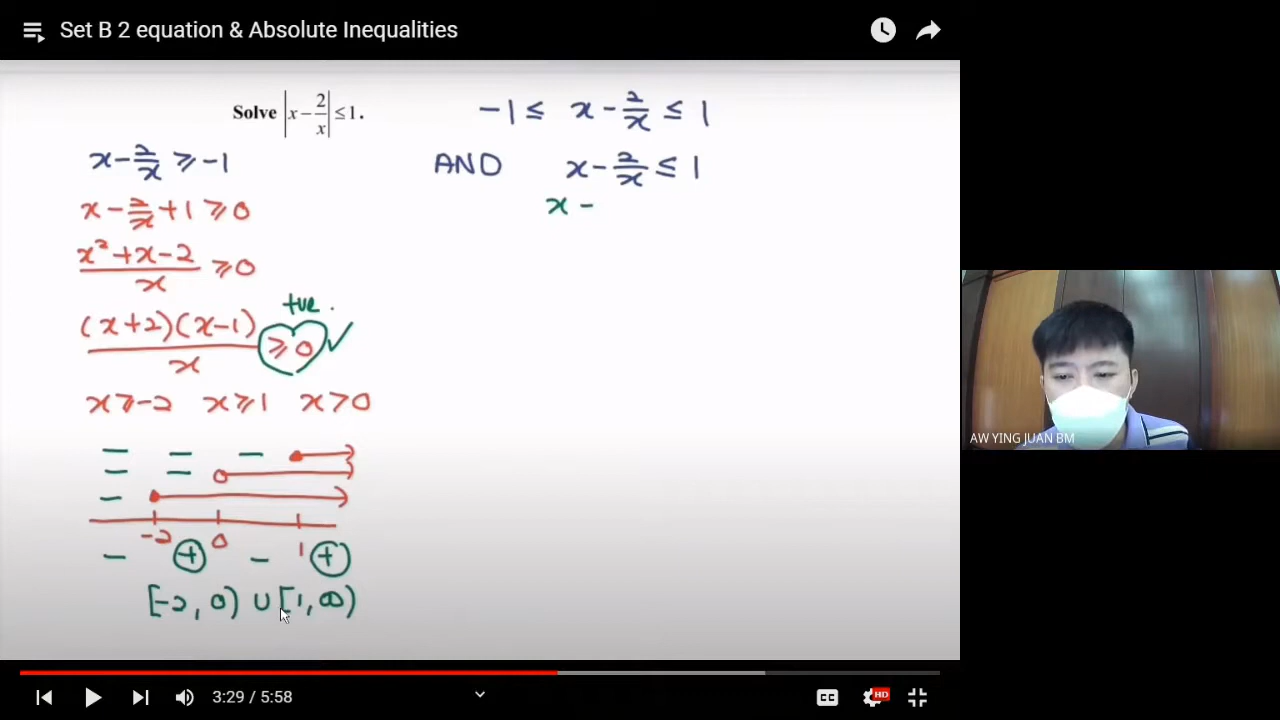 Set B 2 equation & Absolute Inequalities
Solve |x - 2/x| ≤ 1.
-1 ≤ x - 2/x ≤ 1
x - 2/x ≥ -1 AND x - 2/x ≤ 1
x - 2/x + 1 ≥ 0
x -
x² + x - 2 / x ≥ 0
+ve.
(x+2)(x-1) / x ≥ 0 ✓
x ≥ -2 x ≥ 1 x > 0
- - -
- -
-
-2 0 1
- + - +
[-2, 0) ∪ [1, ∞)
AW YING JUAN BM
3:29 / 5:58
CC
HD